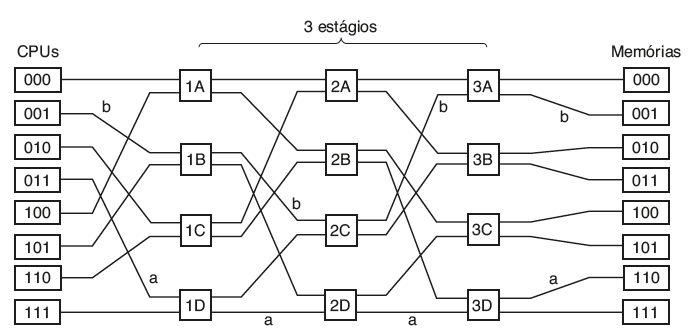 3 estágios
CPUs Memórias
000 1A 2A 3A 000
001 b b b 001
010 1B 2B 3B 010
011 011
100 b 100
101 1C 2C 3C 101
110 a a 110
111 1D 2D 3D 111
a a